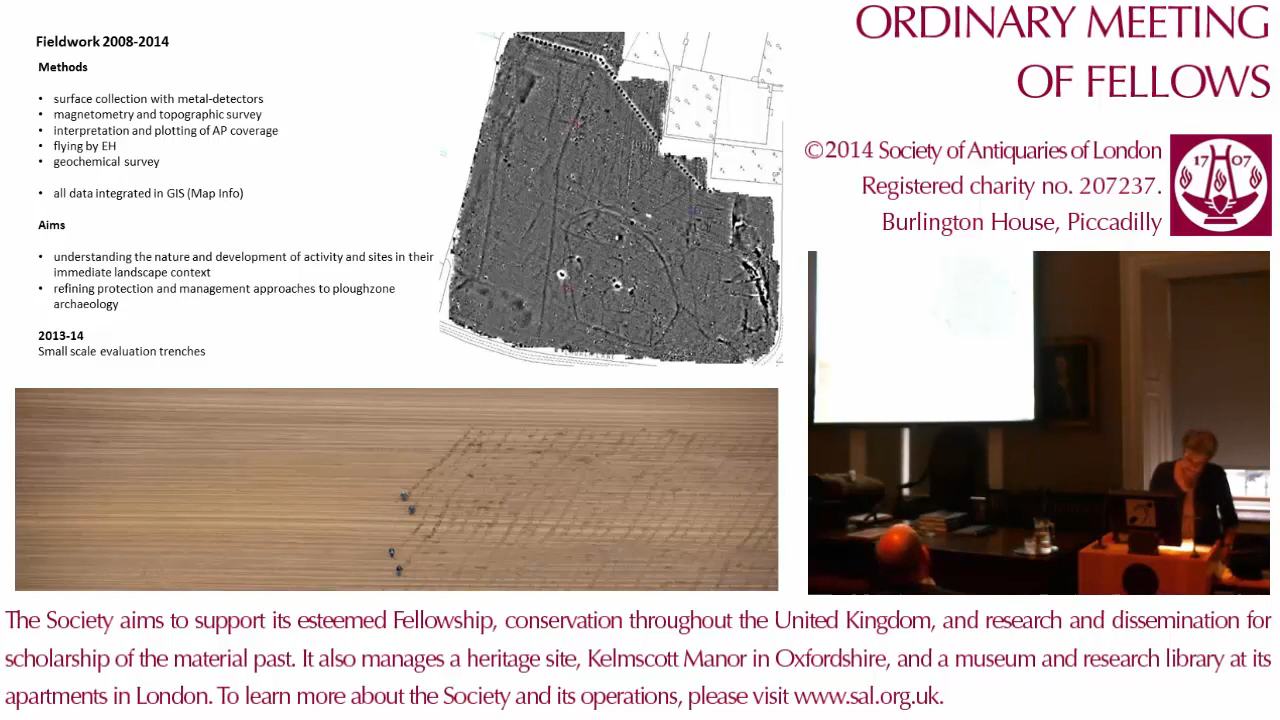 Fieldwork 2008-2014
Methods
• surface collection with metal-detectors
• magnetometry and topographic survey
• interpretation and plotting of AP coverage
• flying by EH
• geochemical survey
• all data integrated in GIS (Map Info)
Aims
• understanding the nature and development of activity and sites in their
immediate landscape context
• refining protection and management approaches to ploughzone
archaeology
2013-14
Small scale evaluation trenches
ORDINARY MEETING
OF FELLOWS
©2014 Society of Antiquaries of London
Registered charity no. 207237.
Burlington House, Piccadilly
17 07
The Society aims to support its esteemed Fellowship, conservation throughout the United Kingdom, and research and dissemination for
scholarship of the material past. It also manages a heritage site, Kelmscott Manor in Oxfordshire, and a museum and research library at its
apartments in London. To learn more about the Society and its operations, please visit www.sal.org.uk.